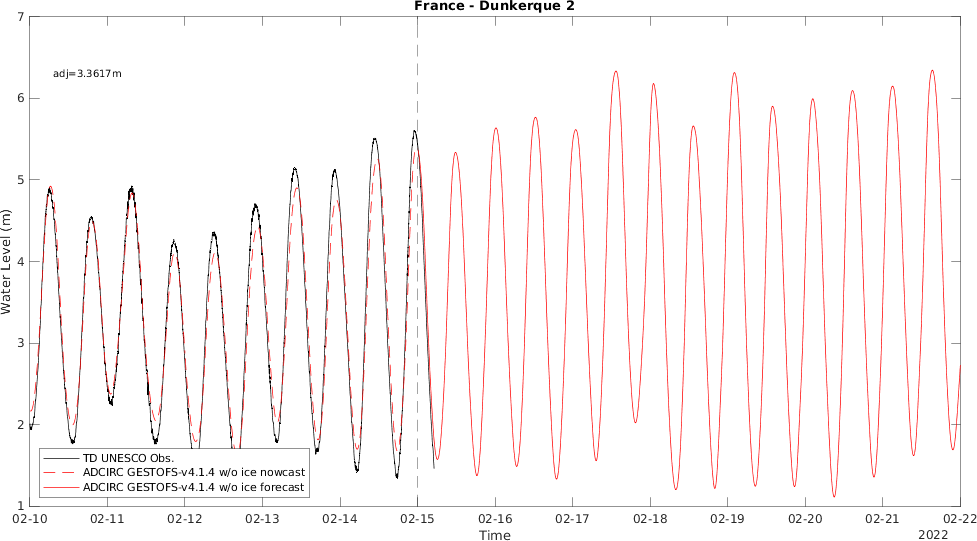 France - Dunkerque 2
7
adj=3.3617m
6
5
4
3
2
1
Water Level (m)
TD UNESCO Obs.
ADCIRC GESTOFS-v4.1.4 w/o ice nowcast
ADCIRC GESTOFS-v4.1.4 w/o ice forecast
02-10 02-11 02-12 02-13 02-14 02-15 02-16 02-17 02-18 02-19 02-20 02-21 02-22
Time
2022